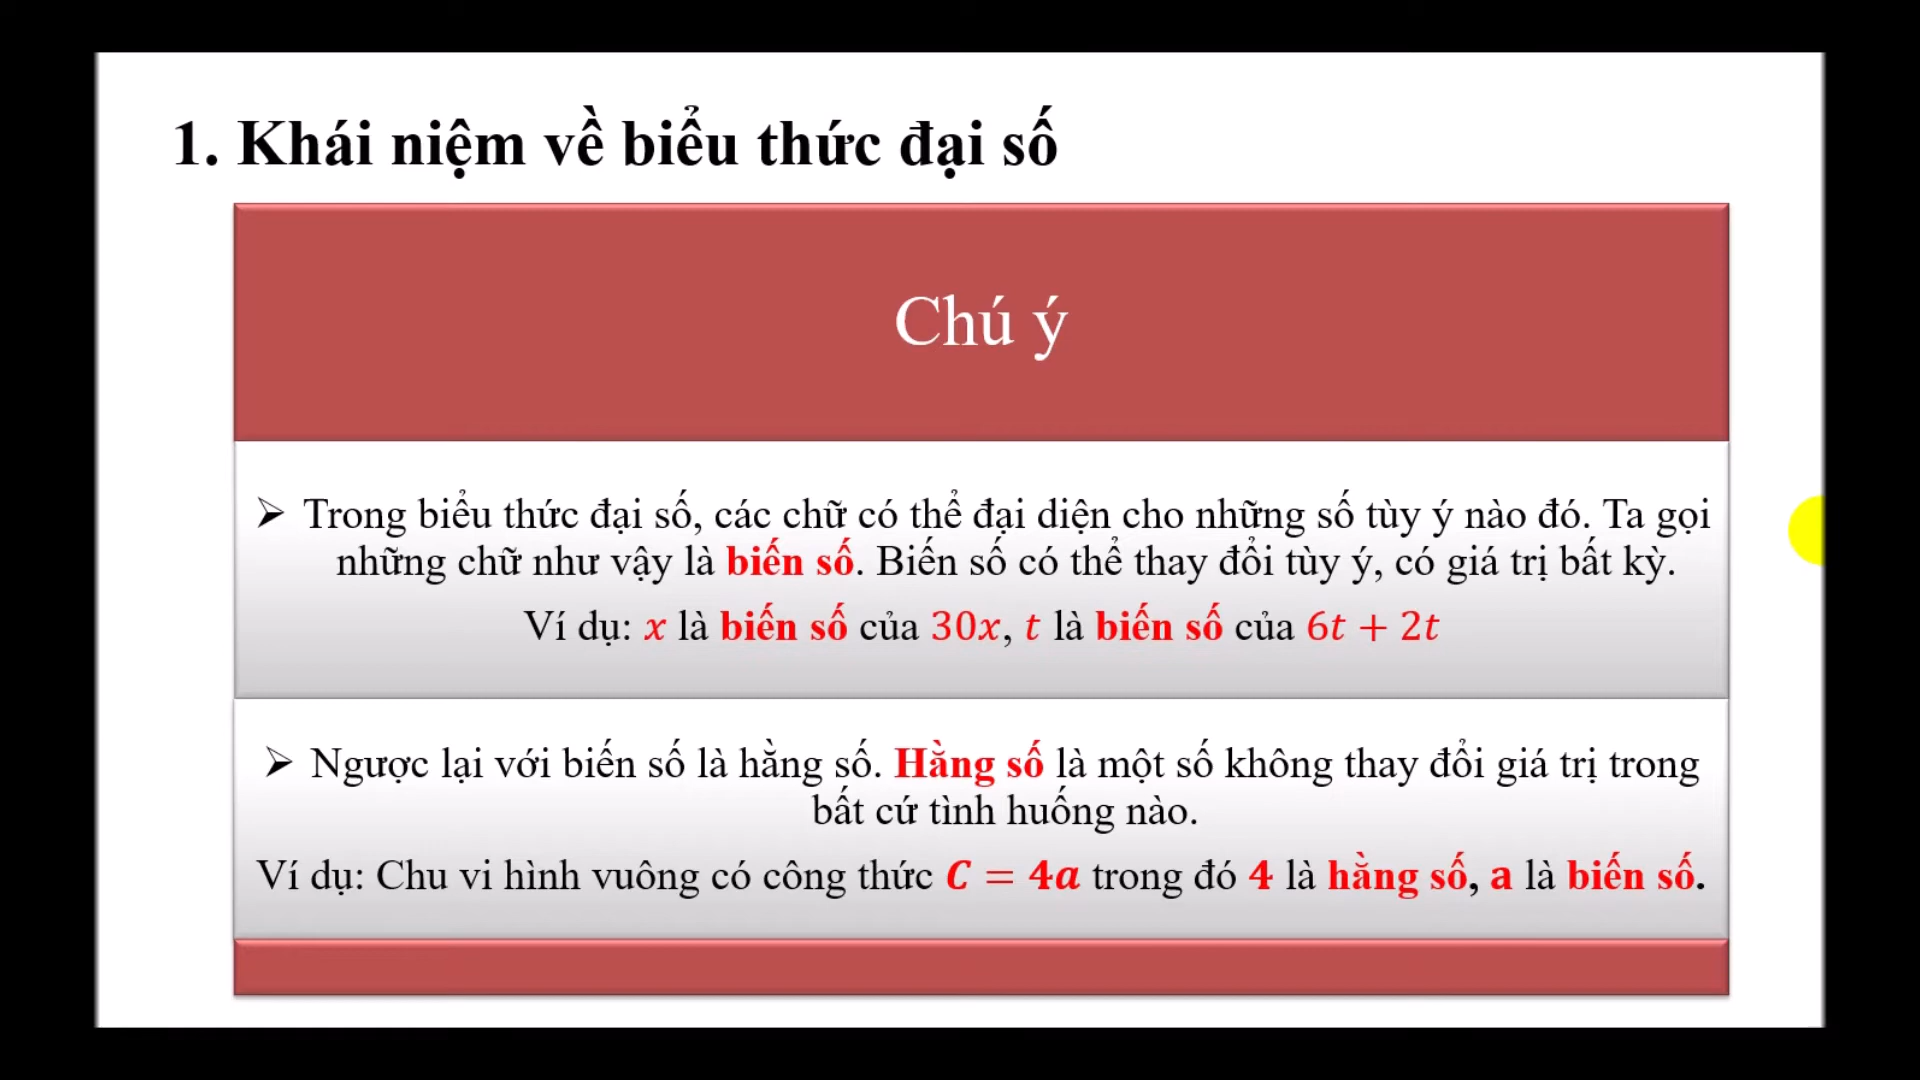 1. Khái niệm về biểu thức đại số
Chú ý
➢ Trong biểu thức đại số, các chữ có thể đại diện cho những số tùy ý nào đó. Ta gọi
những chữ như vậy là biến số. Biến số có thể thay đổi tùy ý, có giá trị bất kỳ.
Ví dụ: x là biến số của 30x, t là biến số của 6t + 2t
➢ Ngược lại với biến số là hằng số. Hằng số là một số không thay đổi giá trị trong
bất cứ tình huống nào.
Ví dụ: Chu vi hình vuông có công thức C = 4a trong đó 4 là hằng số, a là biến số.